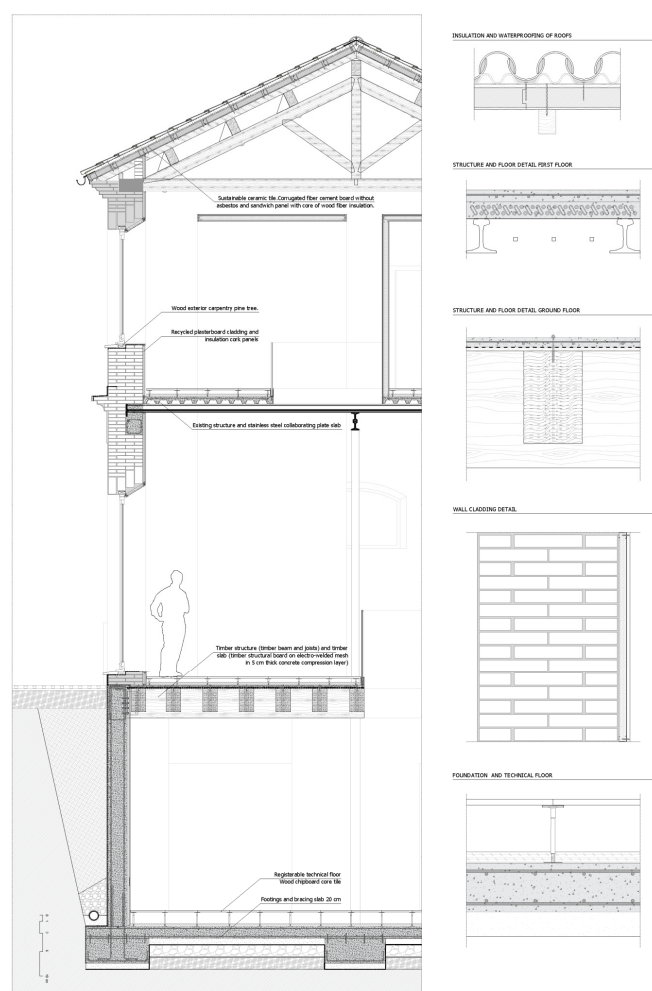 INSULATION AND WATERPROOFING OF ROOFS
STRUCTURE AND FLOOR DETAIL FIRST FLOOR
Sustainable ceramic tile.Corrugated fiber cement board without
asbestos and sandwich panel with core of wood fiber insulation.
Wood exterior carpentry pine tree.
STRUCTURE AND FLOOR DETAIL GROUND FLOOR
Recycled plasterboard cladding and
insulation cork panels
Existing structure and stainless steel collaborating plate slab
WALL CLADDING DETAIL
Timber structure (timber beam and joists) and timber
slab (timber structural board on electro-welded mesh
in 5 cm thick concrete compression layer)
FOUNDATION AND TECHNICAL FLOOR
Registerable technical floor
Wood chipboard core tile
Footings and bracing slab 20 cm